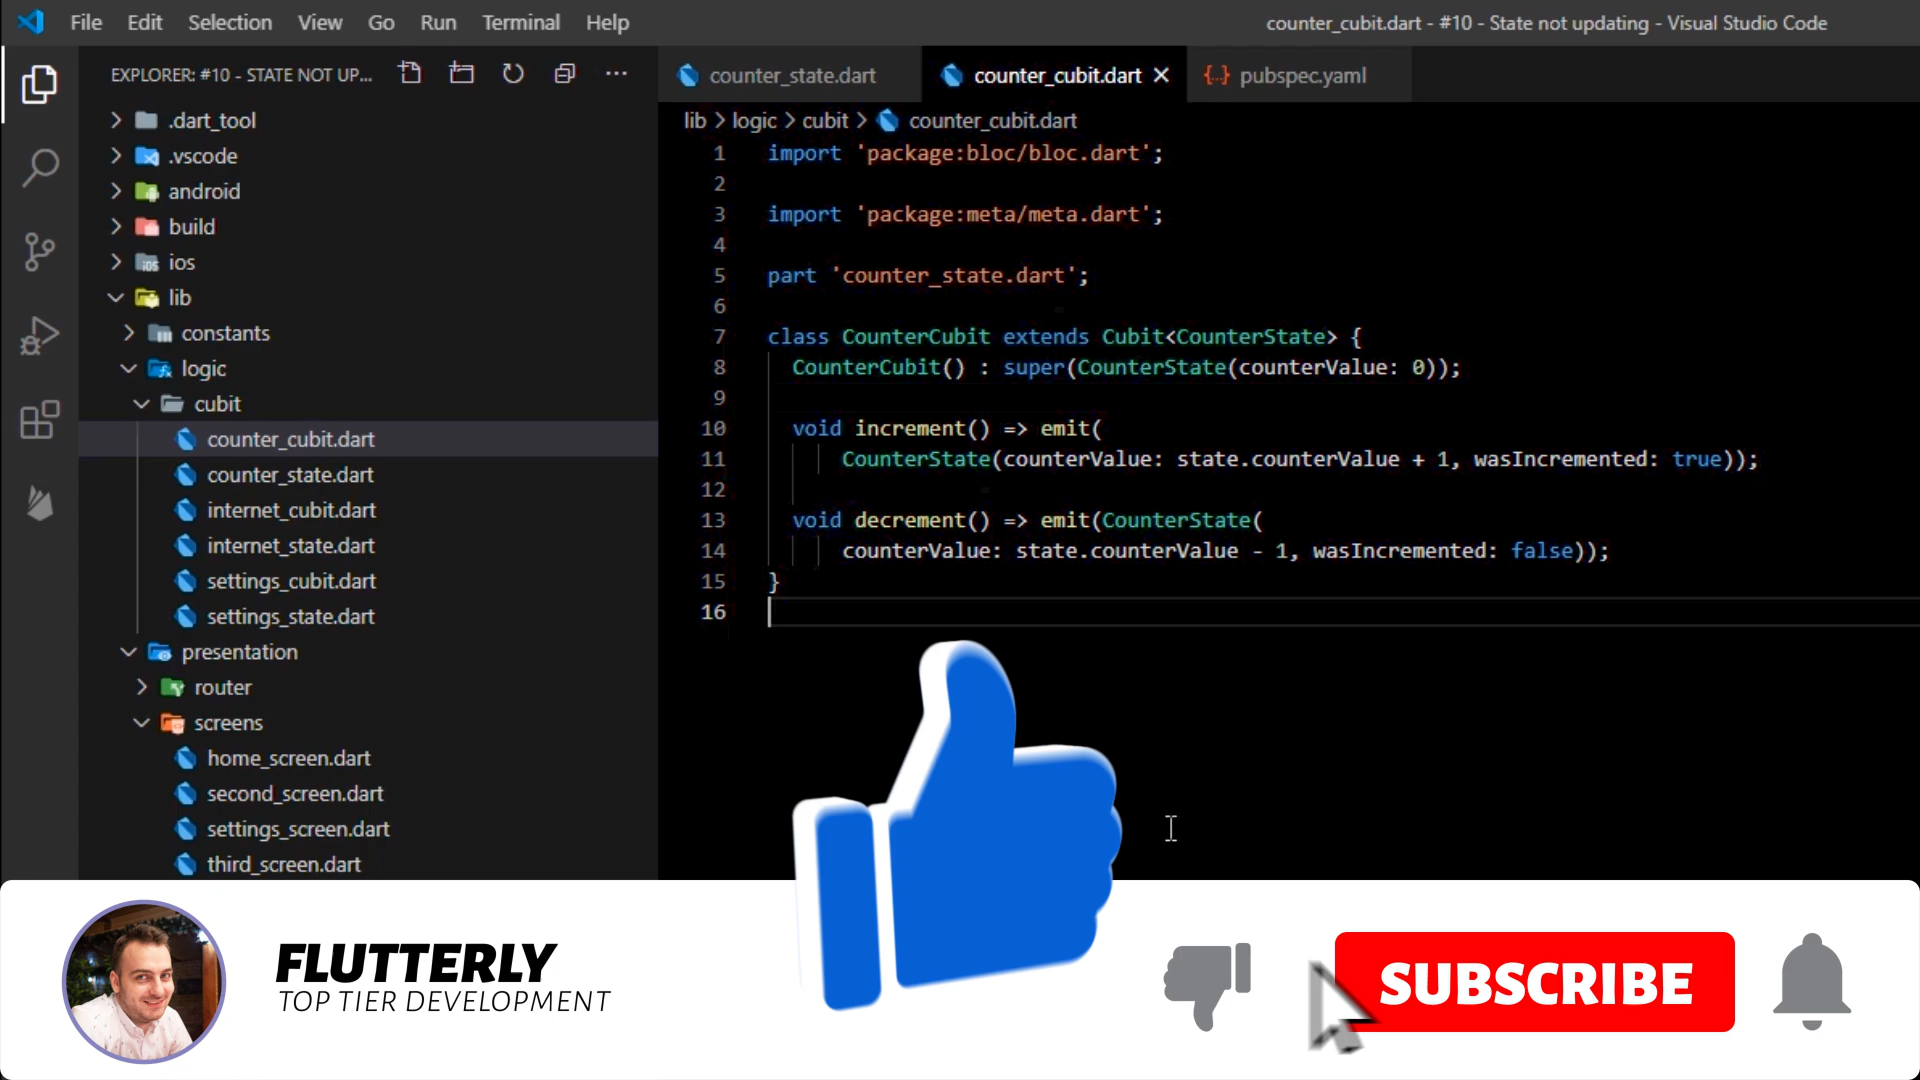 File Edit Selection View Go Run Terminal Help
counter_cubit.dart - #10 - State not updating - Visual Studio Code
EXPLORER: #10 - STATE NOT UP...
.dart_tool
.vscode
android
build
ios
lib
constants
logic
cubit
counter_cubit.dart
counter_state.dart
internet_cubit.dart
internet_state.dart
settings_cubit.dart
settings_state.dart
presentation
router
screens
home_screen.dart
second_screen.dart
settings_screen.dart
third_screen.dart
counter_state.dart counter_cubit.dart pubspec.yaml
lib > logic > cubit > counter_cubit.dart
1 import 'package:bloc/bloc.dart';
2
3 import 'package:meta/meta.dart';
4
5 part 'counter_state.dart';
6
7 class CounterCubit extends Cubit<CounterState> {
8 CounterCubit() : super(CounterState(counterValue: 0));
9
10 void increment() => emit(
11 CounterState(counterValue: state.counterValue + 1, wasIncremented: true));
12
13 void decrement() => emit(CounterState(
14 counterValue: state.counterValue - 1, wasIncremented: false));
15 }
16
FLUTTERLY
TOP TIER DEVELOPMENT
SUBSCRIBE